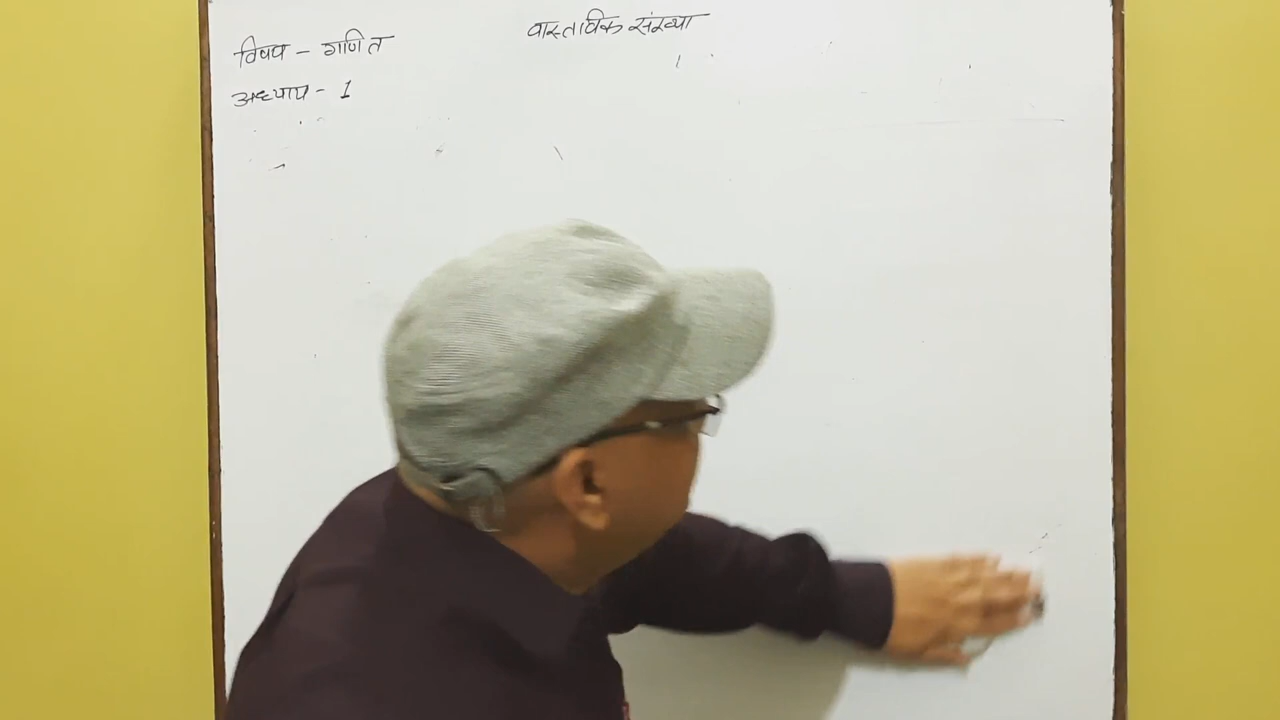 वास्तविक संख्या
विषय - गणित
अध्याय - 1